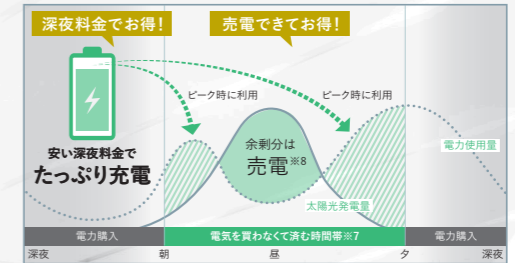 深夜料金でお得!
売電できてお得!
ピーク時に利用
ピーク時に利用
安い深夜料金で
たっぷり充電
余剰分は
売電※8
電力使用量
太陽光発電量
電力購入
電気を買わなくて済む時間帯※7
電力購入
深夜
朝
昼
夕
深夜